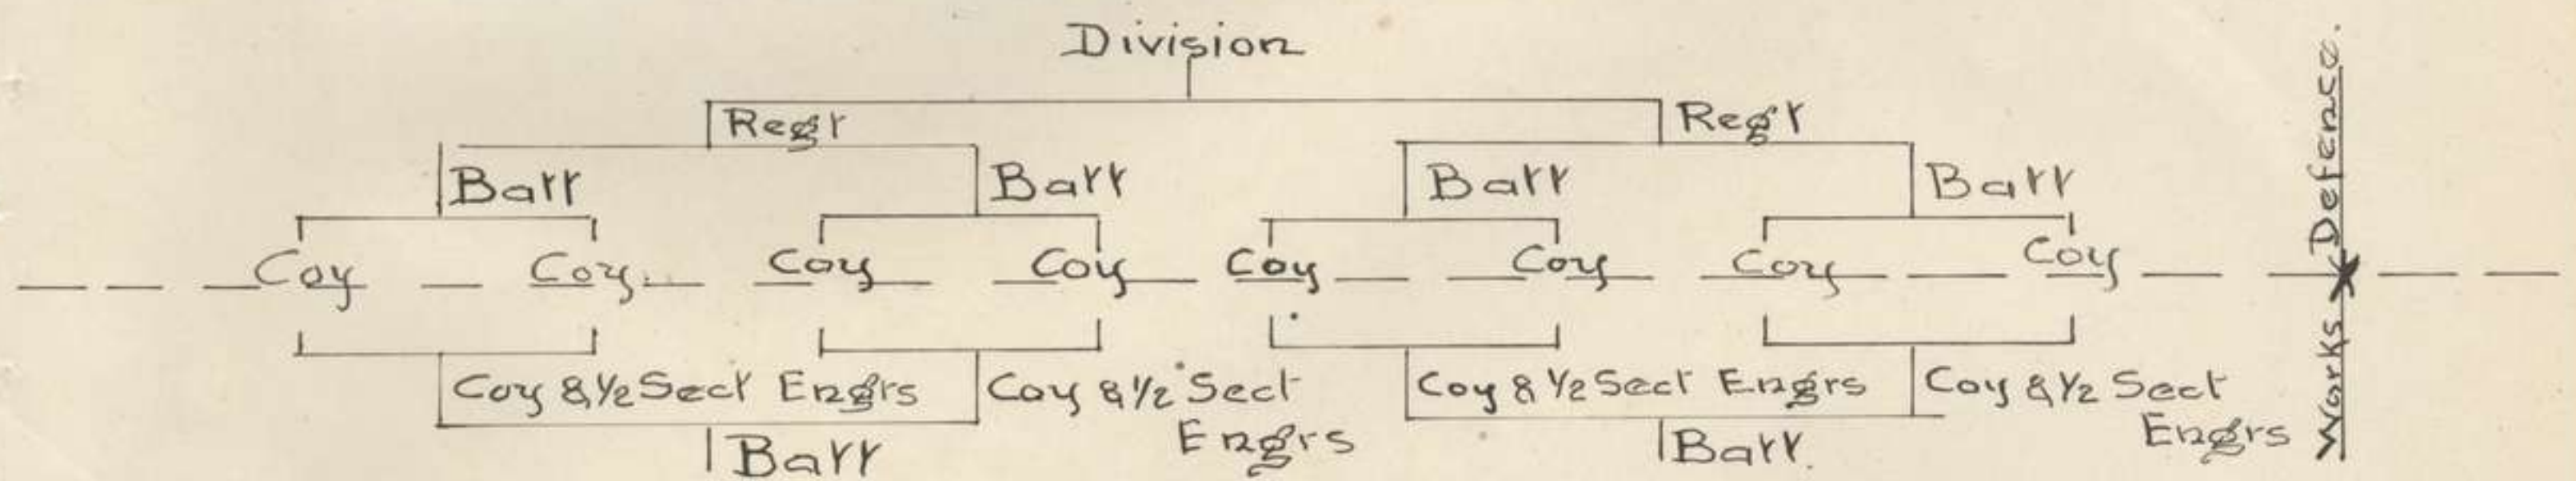 Division
Regt Regt
Batt Batt Batt Batt
Coy Coy. Coy Coy Coy Coy Coy Coy
Coy & ½ Sect Engrs Coy & ½ Sect Engrs Coy & ½ Sect Engrs Coy & ½ Sect Engrs
Batt Batt.
Works Defence.